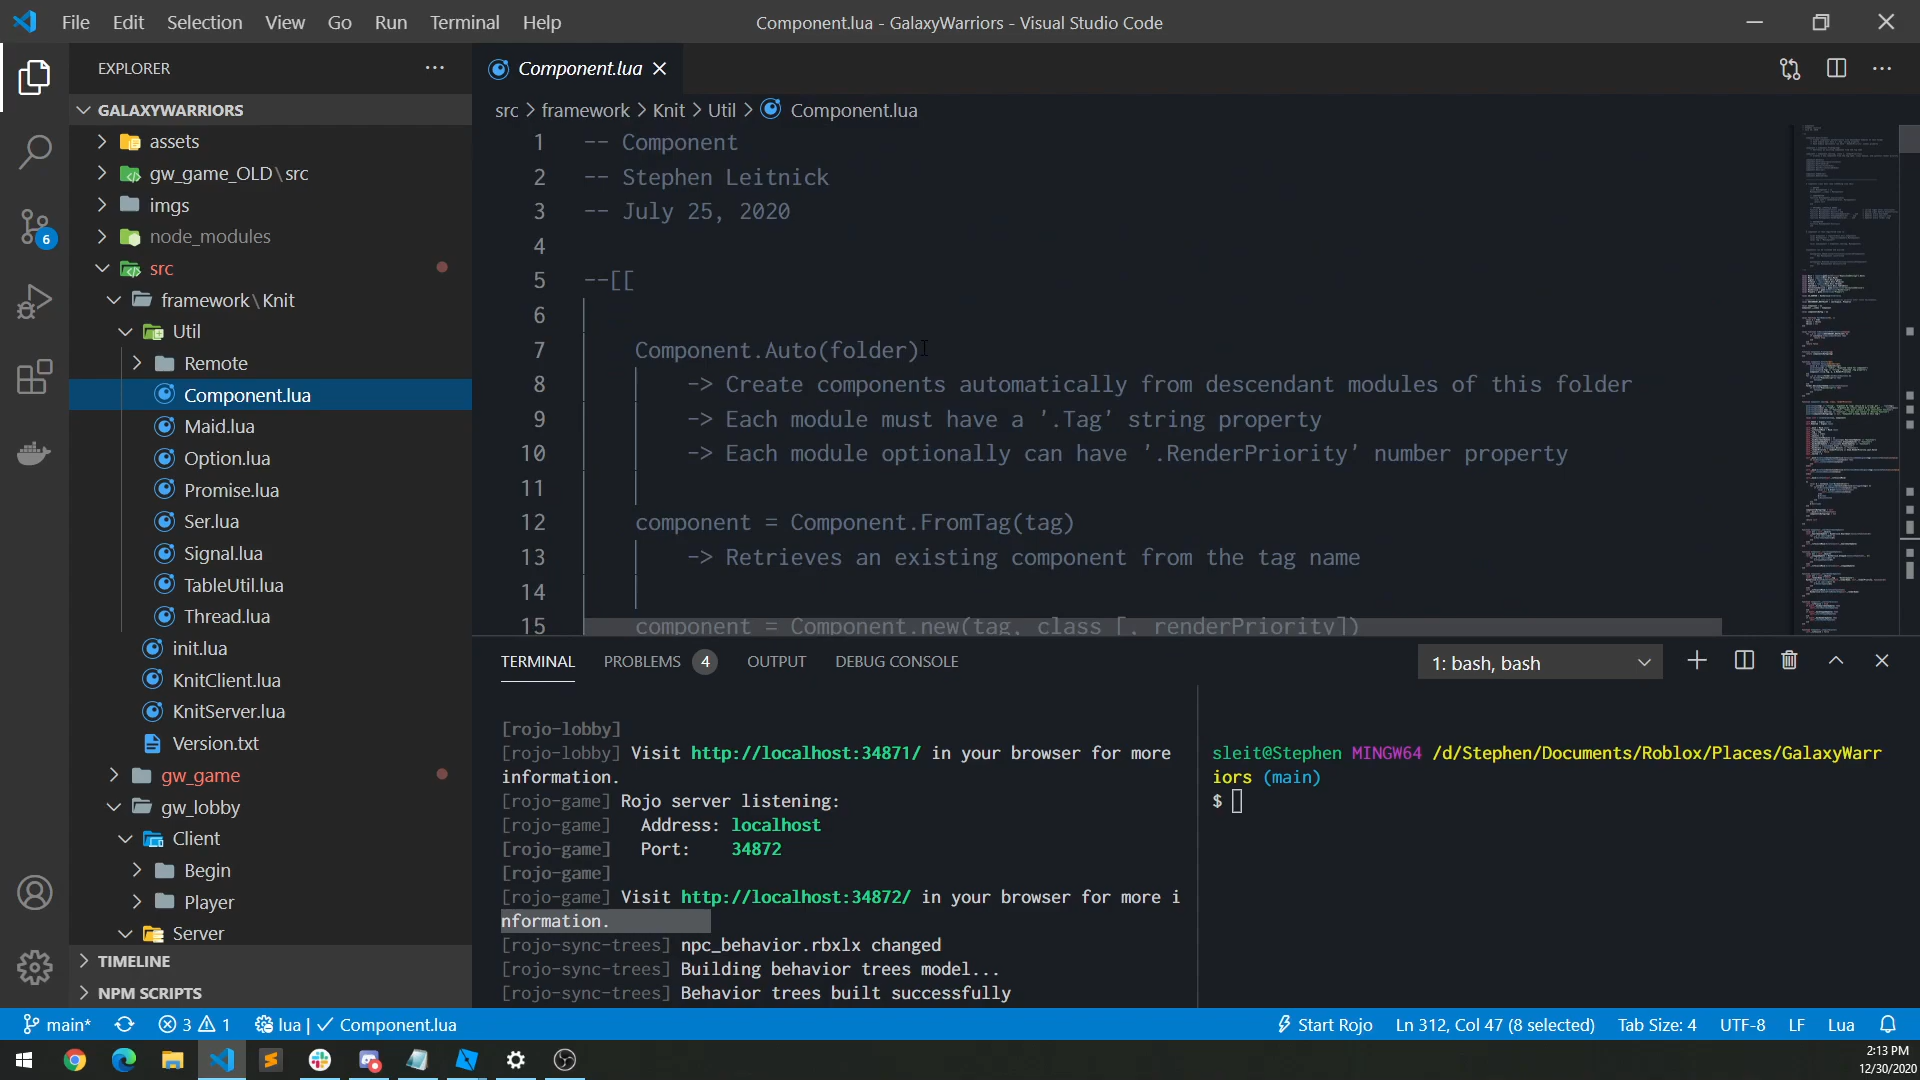 File Edit Selection View Go Run Terminal Help
Component.lua - GalaxyWarriors - Visual Studio Code
EXPLORER
GALAXYWARRIORS
assets
gw_game_OLD\src
imgs
node_modules
src
framework\Knit
Util
Remote
Component.lua
Maid.lua
Option.lua
Promise.lua
Ser.lua
Signal.lua
TableUtil.lua
Thread.lua
init.lua
KnitClient.lua
KnitServer.lua
Version.txt
gw_game
gw_lobby
Client
Begin
Player
Server
TIMELINE
NPM SCRIPTS
6
Component.lua
src > framework > Knit > Util > Component.lua
1 -- Component
2 -- Stephen Leitnick
3 -- July 25, 2020
4
5 --[[
6
7 Component.Auto(folder)
8 -> Create components automatically from descendant modules of this folder
9 -> Each module must have a '.Tag' string property
10 -> Each module optionally can have '.RenderPriority' number property
11
12 component = Component.FromTag(tag)
13 -> Retrieves an existing component from the tag name
14
15 component = Component.new(tag, class [, renderPriority])
TERMINAL PROBLEMS 4 OUTPUT DEBUG CONSOLE
1: bash, bash
[rojo-lobby]
[rojo-lobby] Visit http://localhost:34871/ in your browser for more
information.
[rojo-game] Rojo server listening:
[rojo-game] Address: localhost
[rojo-game] Port: 34872
[rojo-game]
[rojo-game] Visit http://localhost:34872/ in your browser for more i
nformation.
[rojo-sync-trees] npc_behavior.rbxlx changed
[rojo-sync-trees] Building behavior trees model...
[rojo-sync-trees] Behavior trees built successfully
sleit@Stephen MINGW64 /d/Stephen/Documents/Roblox/Places/GalaxyWarr
iors (main)
$
main* 3 1 lua | Component.lua
Start Rojo Ln 312, Col 47 (8 selected) Tab Size: 4 UTF-8 LF Lua
2:13 PM
12/30/2020